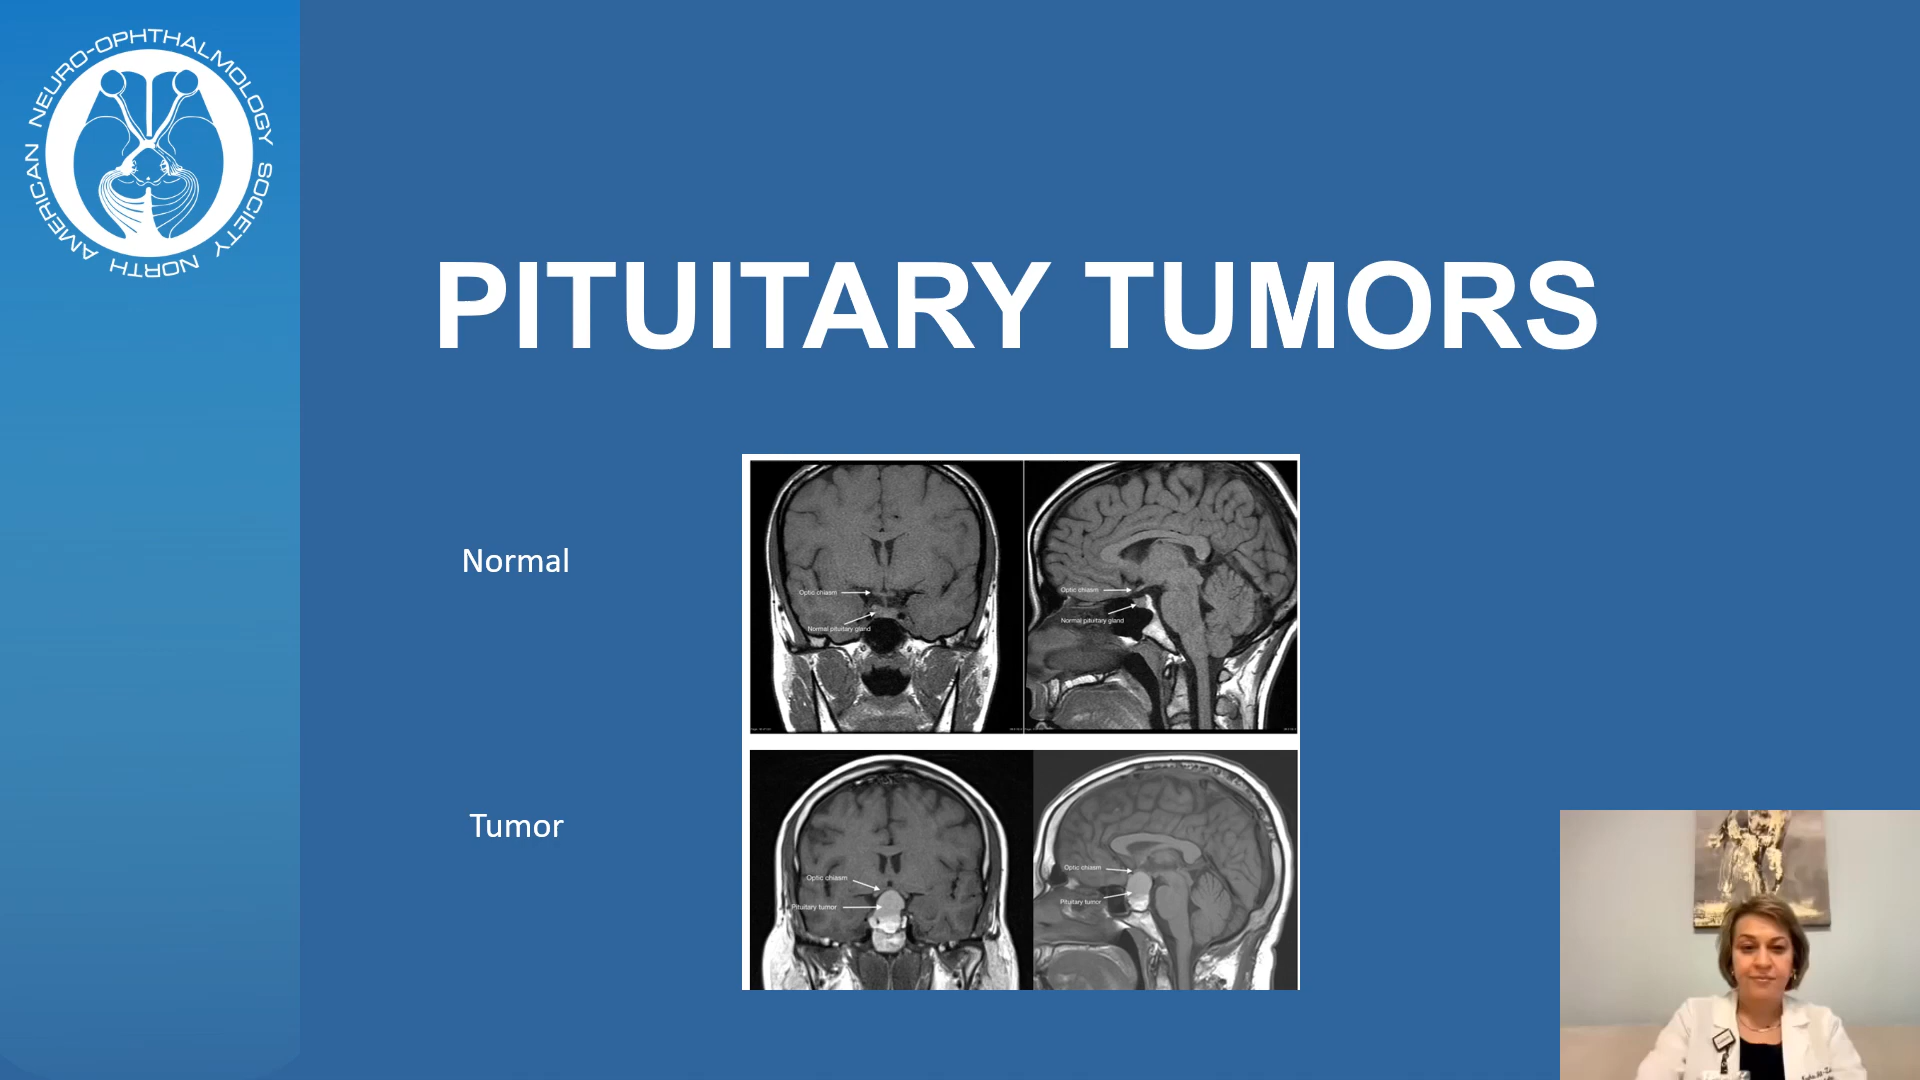 NORTH AMERICAN NEURO-OPHTHALMOLOGY SOCIETY
PITUITARY TUMORS
Normal
Optic chiasm
Normal pituitary gland
Optic chiasm
Normal pituitary gland
Tumor
Optic chiasm
Pituitary tumor
Optic chiasm
Pituitary tumor